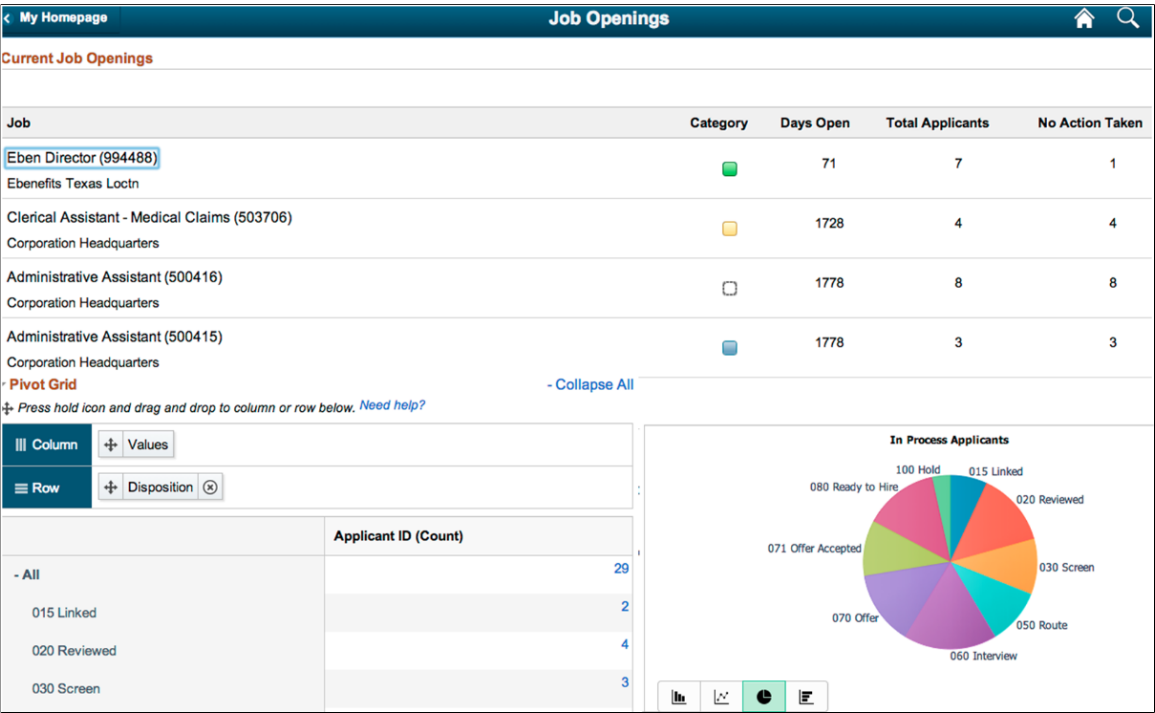 My Homepage
Job Openings
Current Job Openings
Job Category Days Open Total Applicants No Action Taken
Eben Director (994488) 71 7 1
Ebenefits Texas Loctn
Clerical Assistant - Medical Claims (503706) 1728 4 4
Corporation Headquarters
Administrative Assistant (500416) 1778 8 8
Corporation Headquarters
Administrative Assistant (500415) 1778 3 3
Corporation Headquarters
Pivot Grid - Collapse All
Press hold icon and drag and drop to column or row below. Need help?
Column Values
Row Disposition
Applicant ID (Count)
- All 29
015 Linked 2
020 Reviewed 4
030 Screen 3
In Process Applicants
100 Hold 015 Linked
080 Ready to Hire
020 Reviewed
071 Offer Accepted
030 Screen
070 Offer
050 Route
060 Interview